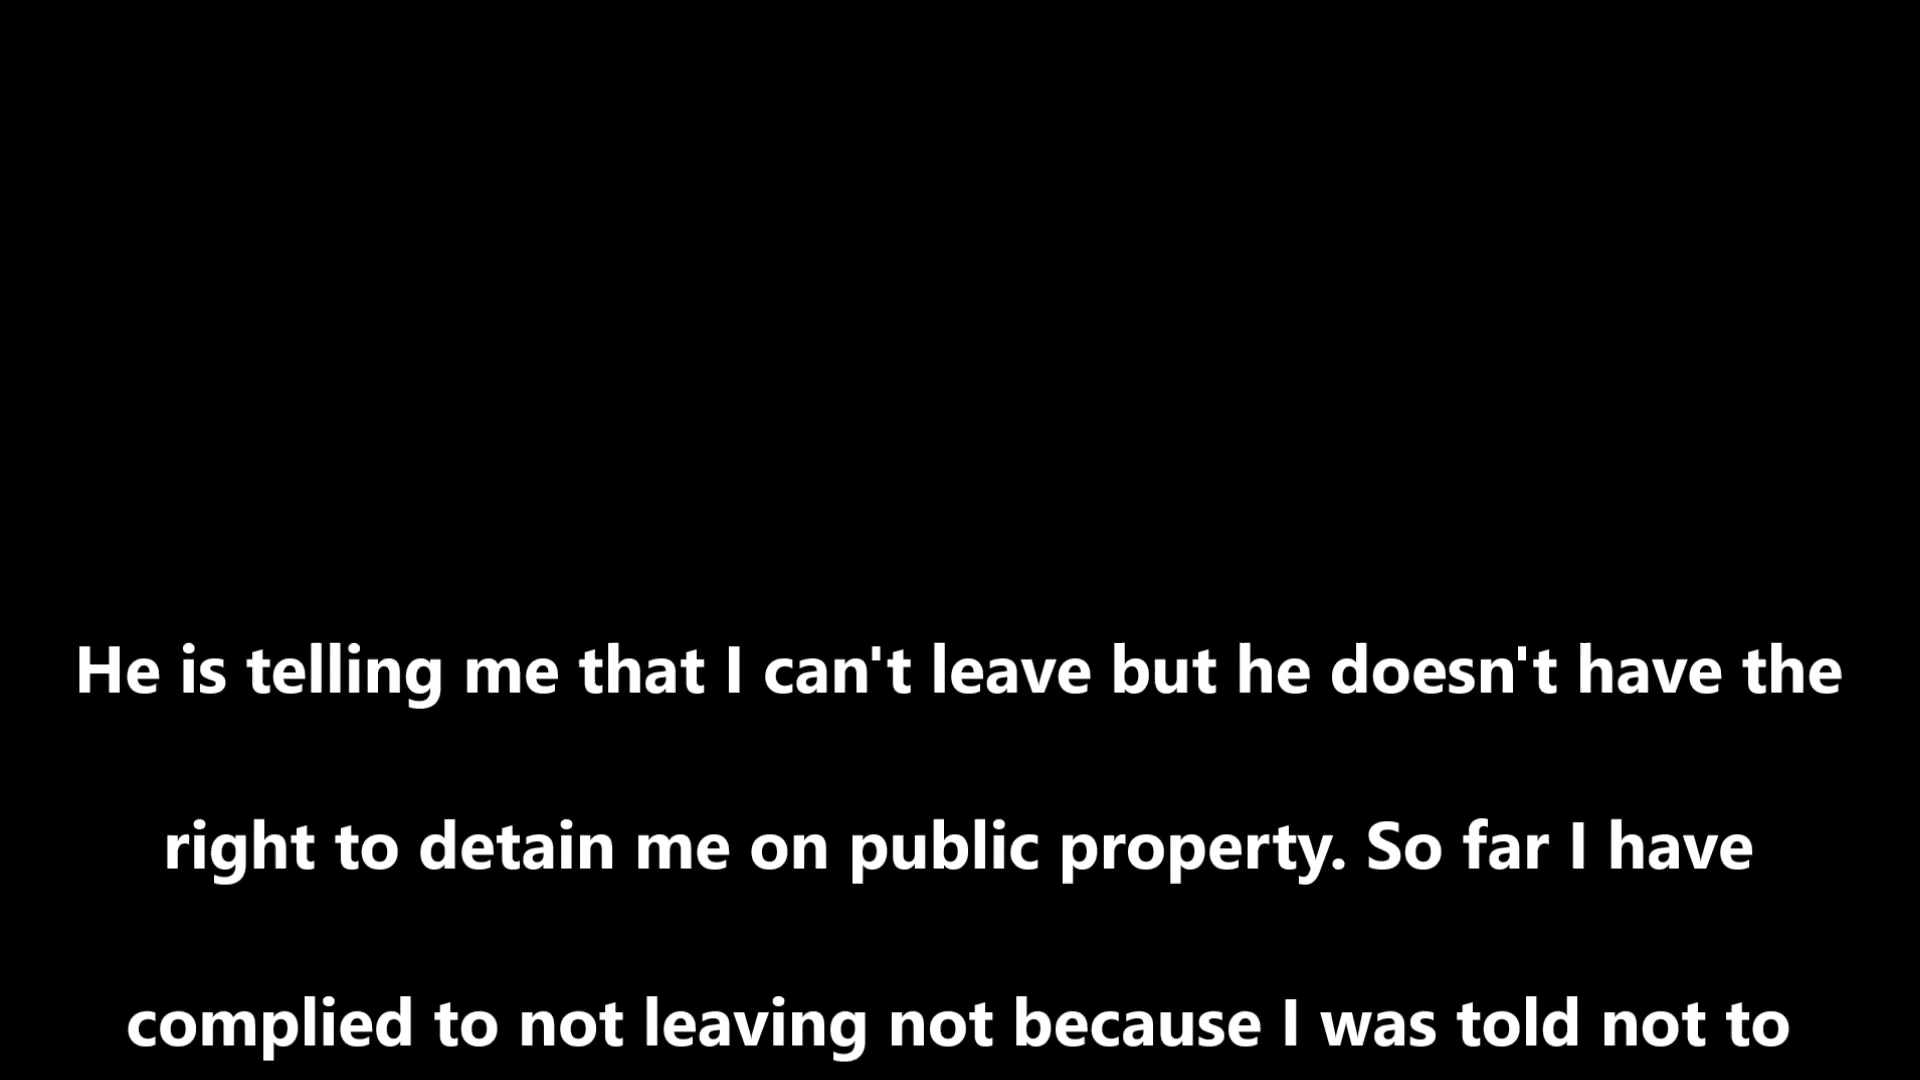 He is telling me that I can't leave but he doesn't have the
right to detain me on public property. So far I have
complied to not leaving not because I was told not to